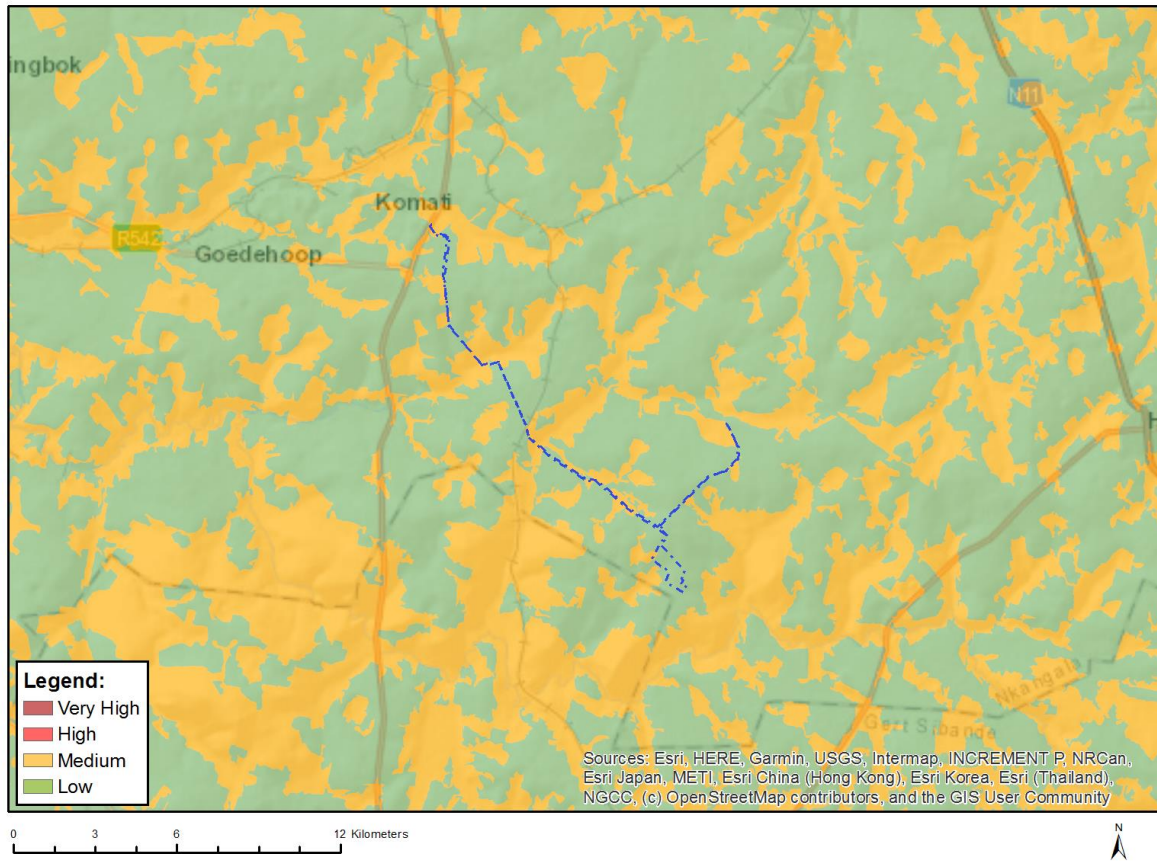 ingbok
N11
Komati
R542
Goedehoop
H
Nkangala
Gert Sibande
Legend:
Very High
High
Medium
Low
Sources: Esri, HERE, Garmin, USGS, Intermap, INCREMENT P, NRCan,
Esri Japan, METI, Esri China (Hong Kong), Esri Korea, Esri (Thailand),
NGCC, (c) OpenStreetMap contributors, and the GIS User Community
0 3 6 12 Kilometers
N